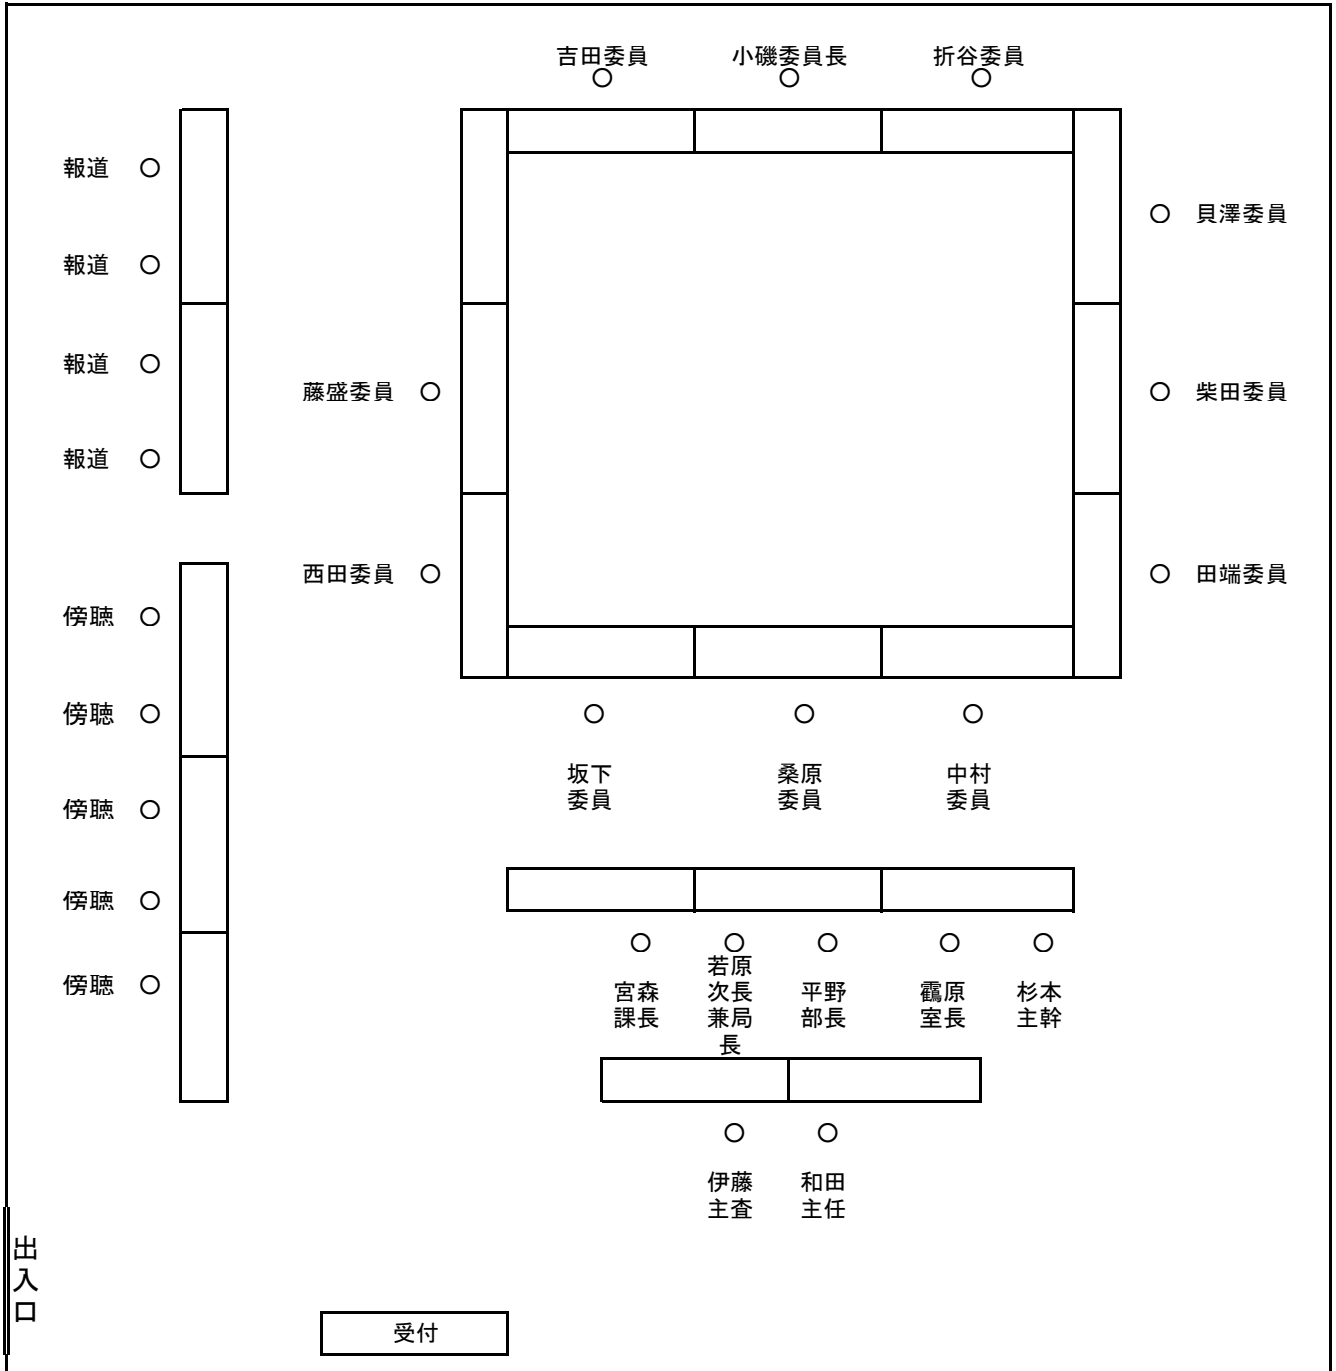 吉田委員 小磯委員長 折谷委員
報道
貝澤委員
報道
報道
藤盛委員 柴田委員
報道
西田委員 田端委員
傍聴
傍聴
坂下
委員
桑原
委員
中村
委員
傍聴
傍聴
傍聴
宮森
課長
若原
次長
兼局
長
平野
部長
靍原
室長
杉本
主幹
伊藤
主査
和田
主任
出
入
口
受付